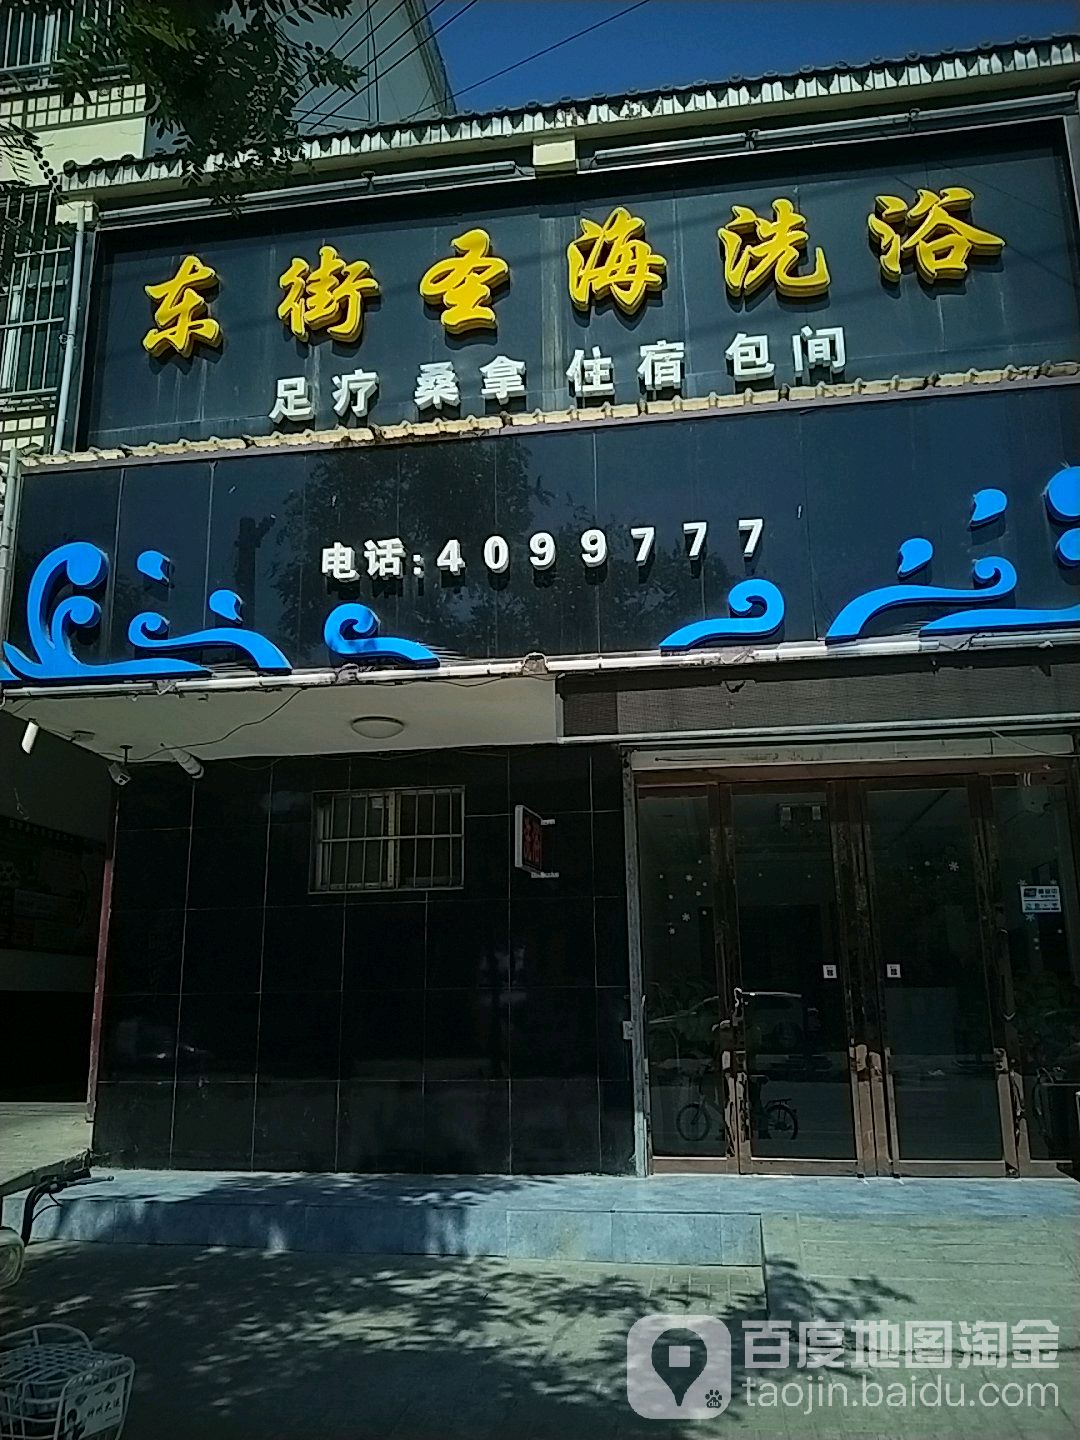 东街圣海洗浴
足疗 桑拿 住宿 包间
电话:4099777
百度地图淘金
taojin.baidu.com